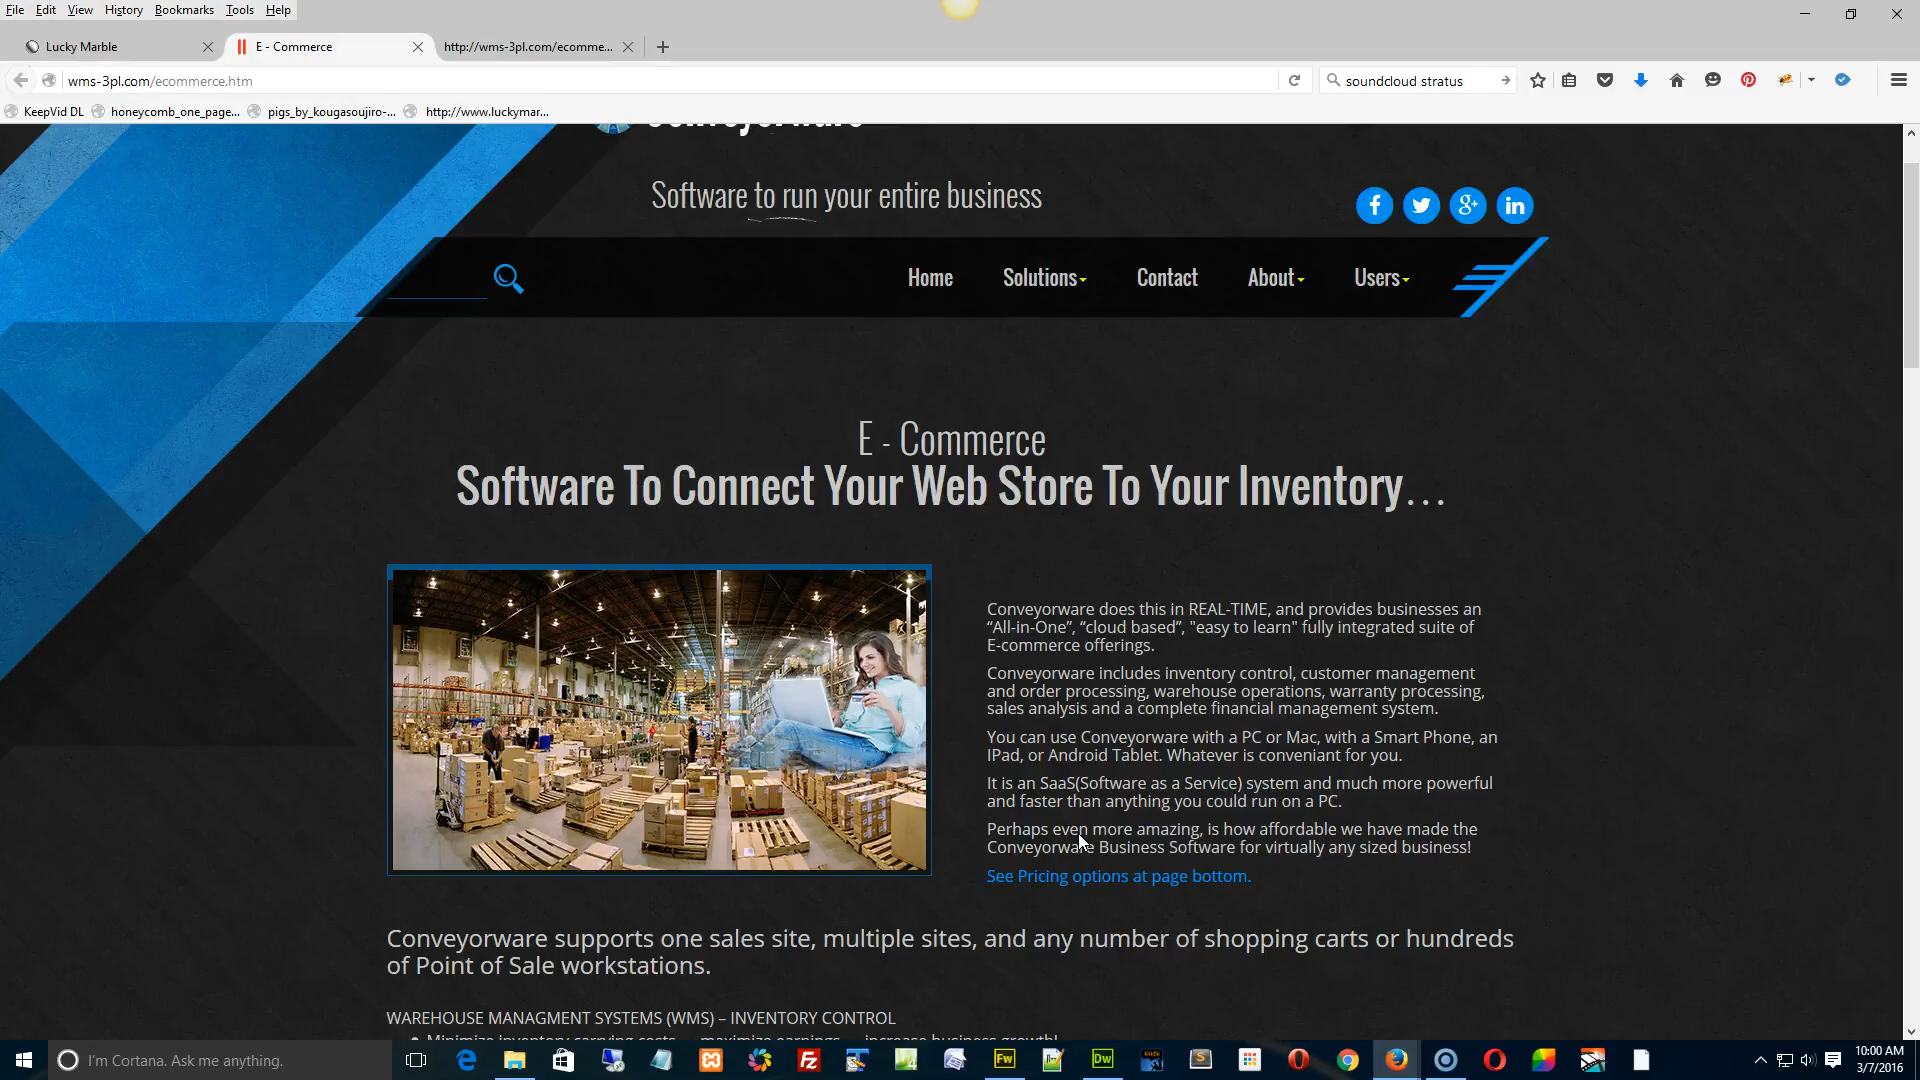 File Edit View History Bookmarks Tools Help
Lucky Marble
E - Commerce
http://wms-3pl.com/ecomme...
wms-3pl.com/ecommerce.htm
soundcloud stratus
KeepVid DL
honeycomb_one_page...
pigs_by_kougasoujiro-...
http://www.luckymar...
Conveyorware
Software to run your entire business
Home Solutions Contact About Users
E - Commerce
Software To Connect Your Web Store To Your Inventory…
Conveyorware does this in REAL-TIME, and provides businesses an
“All-in-One”, “cloud based”, "easy to learn" fully integrated suite of
E-commerce offerings.
Conveyorware includes inventory control, customer management
and order processing, warehouse operations, warranty processing,
sales analysis and a complete financial management system.
You can use Conveyorware with a PC or Mac, with a Smart Phone, an
IPad, or Android Tablet. Whatever is conveniant for you.
It is an SaaS(Software as a Service) system and much more powerful
and faster than anything you could run on a PC.
Perhaps even more amazing, is how affordable we have made the
Conveyorware Business Software for virtually any sized business!
See Pricing options at page bottom.
Conveyorware supports one sales site, multiple sites, and any number of shopping carts or hundreds
of Point of Sale workstations.
WAREHOUSE MANAGMENT SYSTEMS (WMS) – INVENTORY CONTROL
I'm Cortana. Ask me anything.
Fw
Dw
kindle
10:00 AM
3/7/2016